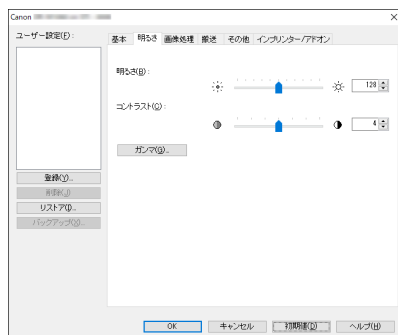 Canon
ユーザー設定(F):
基本 明るさ 画像処理 搬送 その他 インプリンター/アドオン
明るさ(B):
128
コントラスト(C):
4
ガンマ(G)...
登録(Y)...
削除(J)
リストア(I)...
バックアップ(X)...
OK キャンセル 初期値(D) ヘルプ(H)